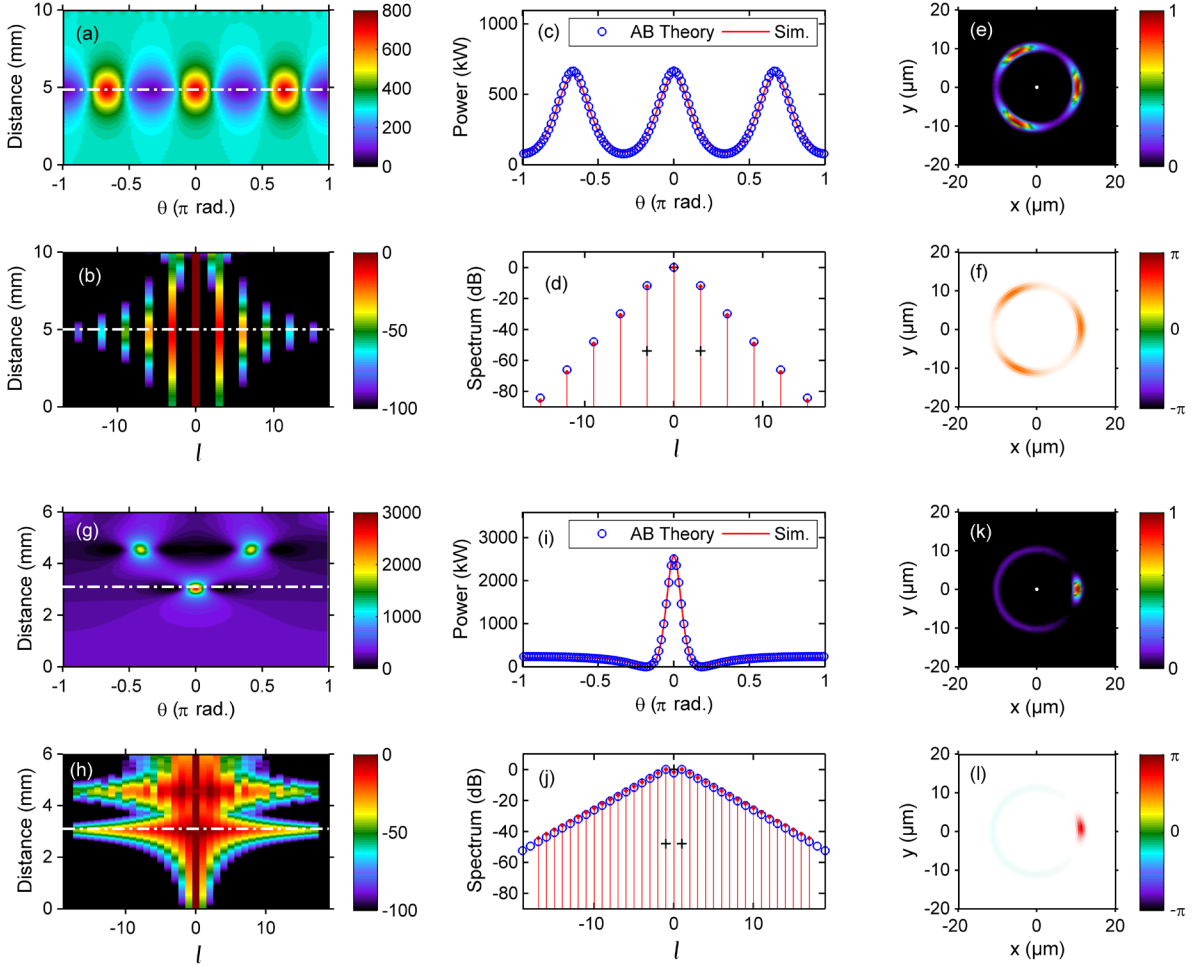 (a)
Distance (mm)
10
5
0
-1 -0.5 0 0.5 1
θ (π rad.)
800
600
400
200
0
(c)
AB Theory Sim.
Power (kW)
1000
500
0
-1 -0.5 0 0.5 1
θ (π rad.)
(e)
y (μm)
20
10
0
-10
-20
-20 0 20
x (μm)
1
0
(b)
Distance (mm)
10
5
0
-10 0 10
l
0
-50
-100
(d)
Spectrum (dB)
0
-20
-40
-60
-80
-10 0 10
l
(f)
y (μm)
20
10
0
-10
-20
-20 0 20
x (μm)
π
0
-π
(g)
Distance (mm)
6
4
2
0
-1 -0.5 0 0.5 1
θ (π rad.)
3000
2000
1000
0
(i)
AB Theory Sim.
Power (kW)
3000
2000
1000
0
-1 -0.5 0 0.5 1
θ (π rad.)
(k)
y (μm)
20
10
0
-10
-20
-20 0 20
x (μm)
1
0
(h)
Distance (mm)
6
4
2
0
-10 0 10
l
0
-50
-100
(j)
Spectrum (dB)
0
-20
-40
-60
-80
-10 0 10
l
(l)
y (μm)
20
10
0
-10
-20
-20 0 20
x (μm)
π
0
-π